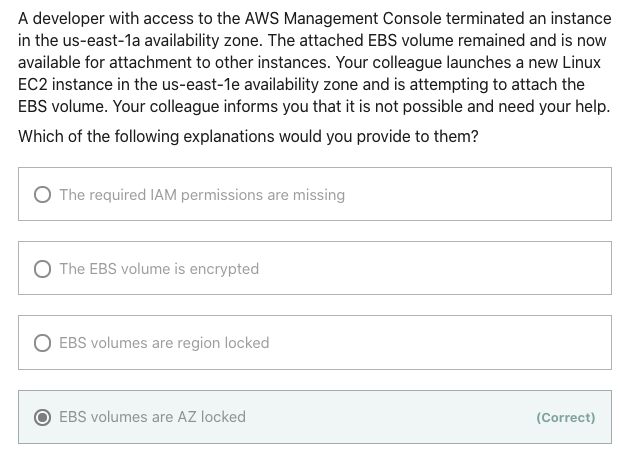 A developer with access to the AWS Management Console terminated an instance
in the us-east-1a availability zone. The attached EBS volume remained and is now
available for attachment to other instances. Your colleague launches a new Linux
EC2 instance in the us-east-1e availability zone and is attempting to attach the
EBS volume. Your colleague informs you that it is not possible and need your help.
Which of the following explanations would you provide to them?
The required IAM permissions are missing
The EBS volume is encrypted
EBS volumes are region locked
EBS volumes are AZ locked (Correct)